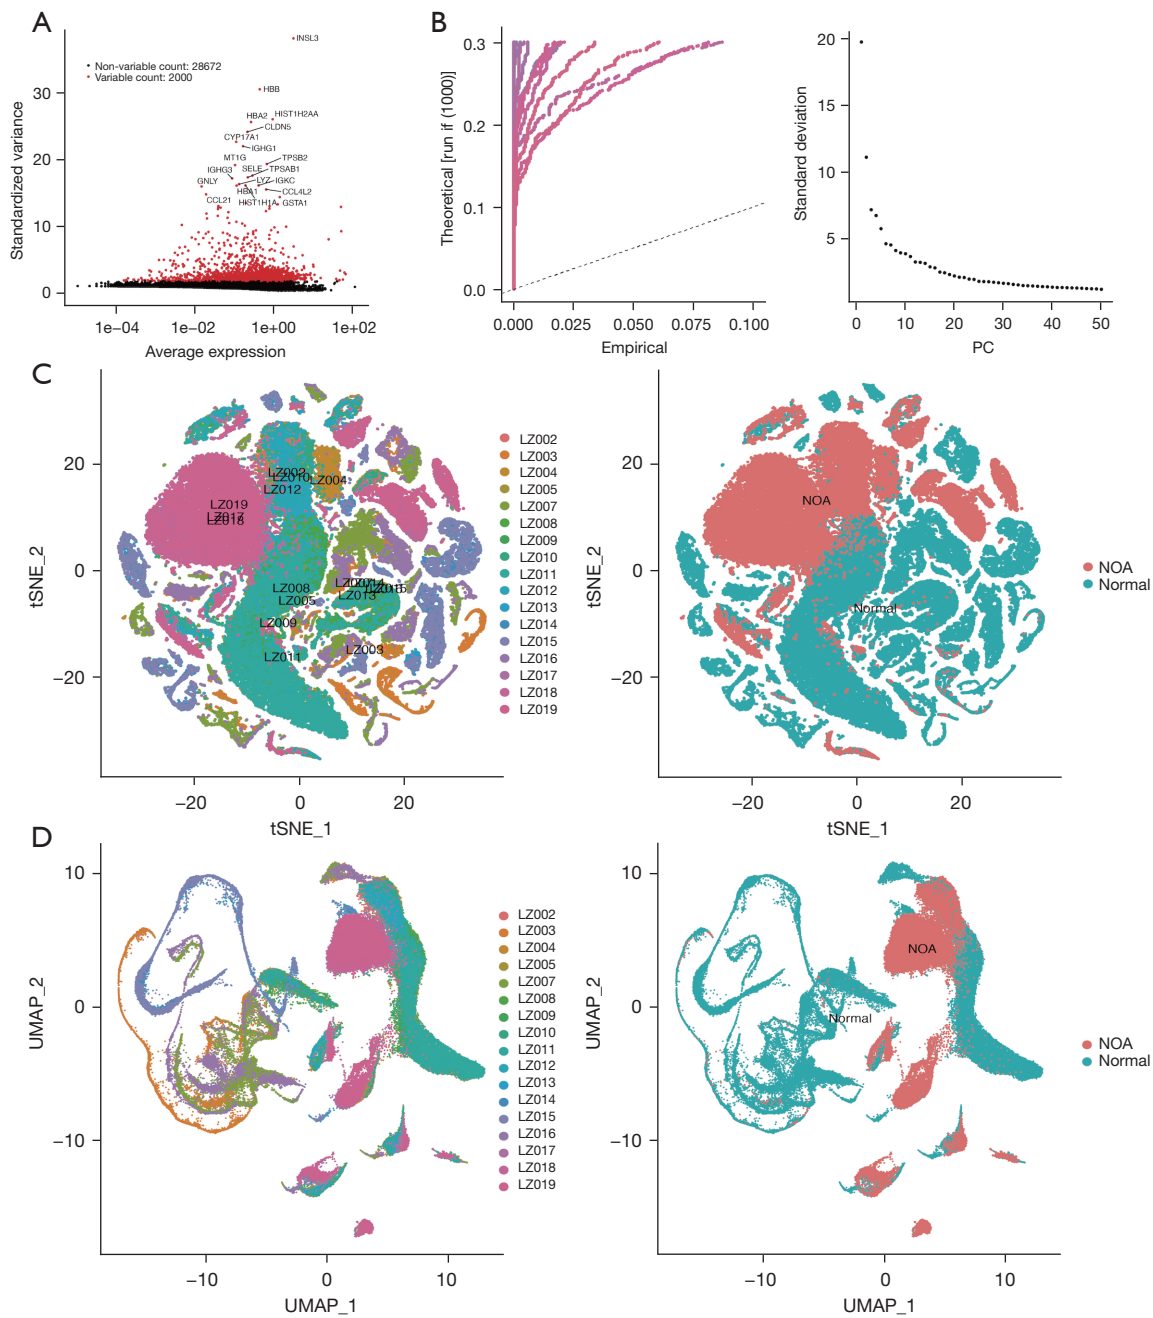 A
Non-variable count: 28672
Variable count: 2000
INSL3
HBB
HBA2
HIST1H2AA
CLDN5
CYP17A1
IGHG1
MT1G
TPSB2
IGHG3
SELE
TPSAB1
GNLY
LYZ
IGKC
HBA1
CCL4L2
CCL21
HIST1H1A
GSTA1
Standardized variance
30
20
10
0
1e−04
1e−02
1e+00
1e+02
Average expression
B
Theoretical [run if (1000)]
0.3
0.2
0.1
0.0
0.000
0.025
0.050
0.075
0.100
Empirical
Standard deviation
20
15
10
5
0
10
20
30
40
50
PC
C
tSNE_2
20
0
−20
LZ002
LZ010
LZ012
LZ004
LZ019
LZ017
LZ018
LZ008
LZ005
LZ013
LZ009
LZ003
LZ011
−20
0
20
tSNE_1
LZ002
LZ003
LZ004
LZ005
LZ007
LZ008
LZ009
LZ010
LZ011
LZ012
LZ013
LZ014
LZ015
LZ016
LZ017
LZ018
LZ019
tSNE_2
20
0
−20
NOA
Normal
−20
0
20
tSNE_1
NOA
Normal
D
UMAP_2
10
0
−10
−10
0
10
UMAP_1
LZ002
LZ003
LZ004
LZ005
LZ007
LZ008
LZ009
LZ010
LZ011
LZ012
LZ013
LZ014
LZ015
LZ016
LZ017
LZ018
LZ019
UMAP_2
10
0
−10
NOA
Normal
−10
0
10
UMAP_1
NOA
Normal